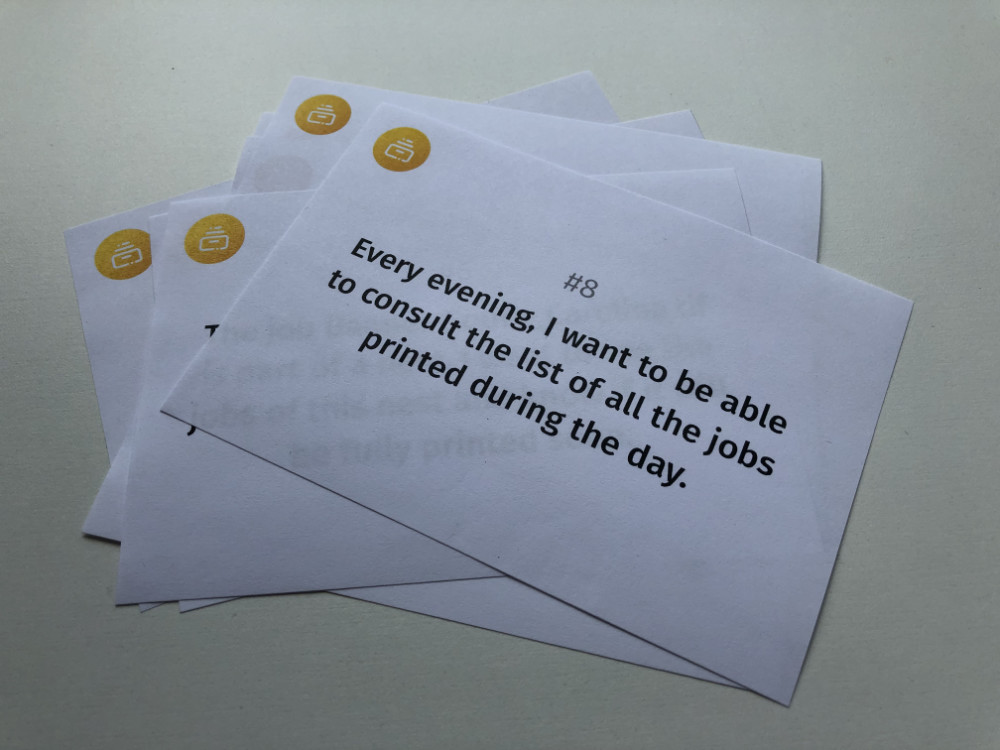 #8
Every evening, I want to be able
to consult the list of all the jobs
printed during the day.